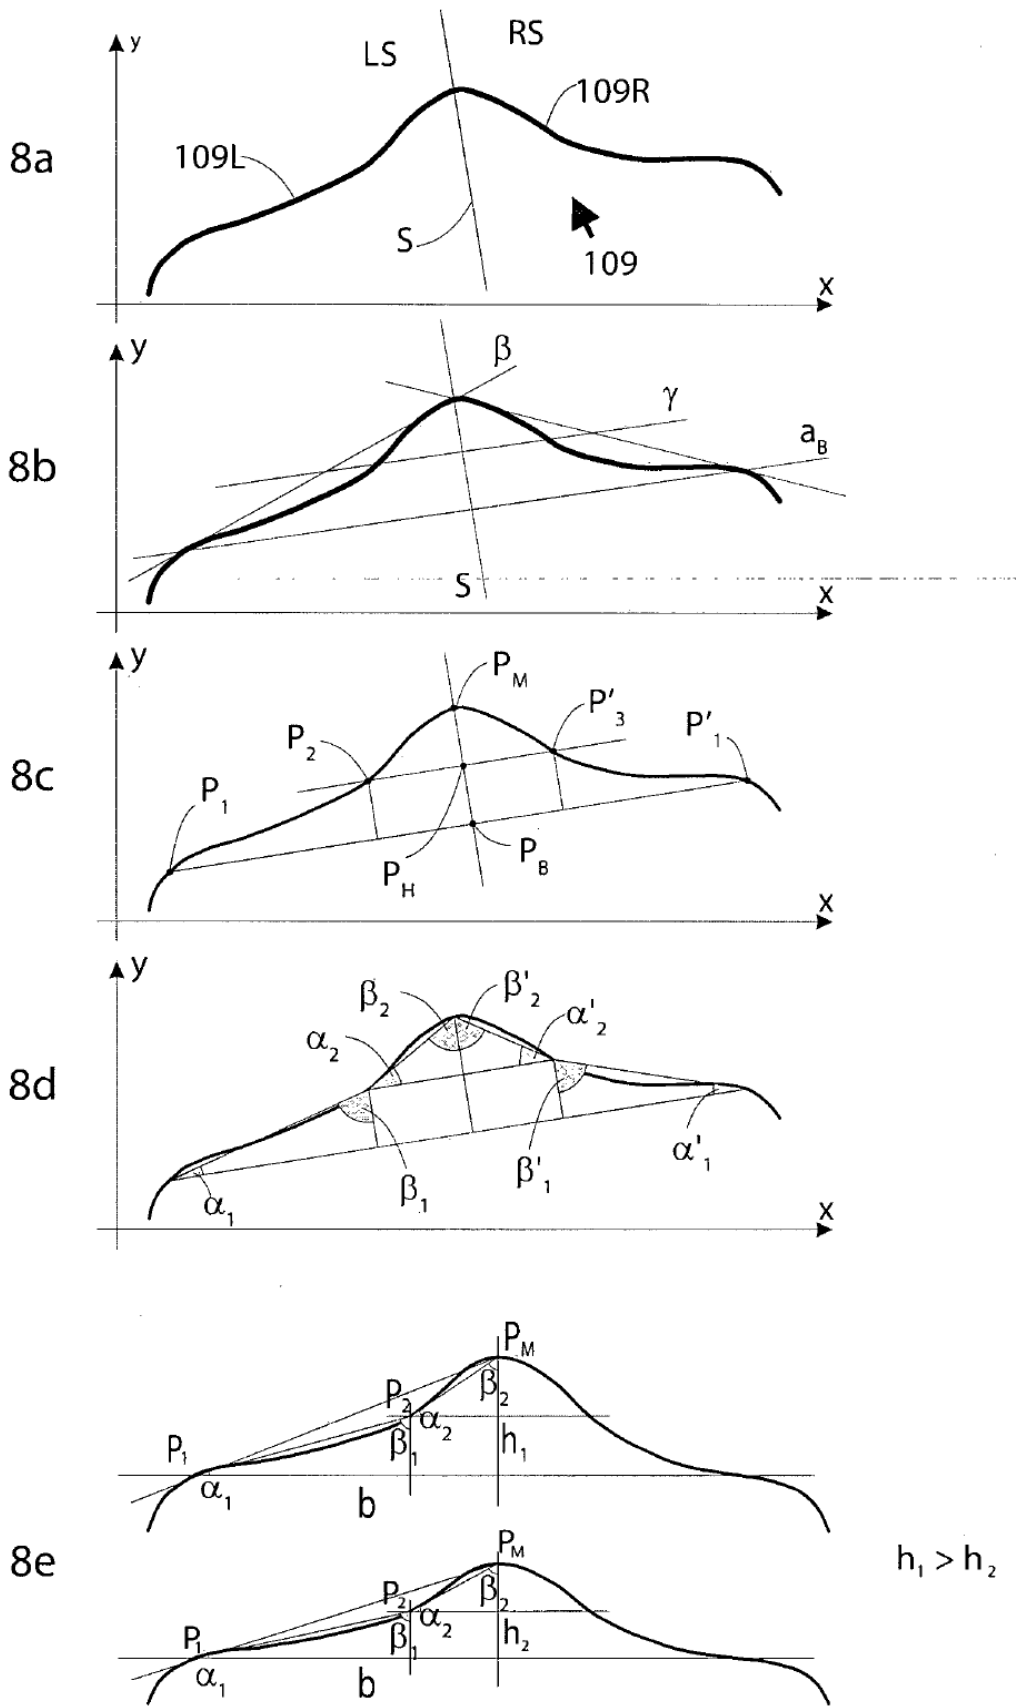 y
LS
RS
109R
8a
109L
S
109
x
y
β
γ
a_B
8b
S
x
y
P_M
P'_3
P_2
P'_1
8c
P_1
P_H
P_B
x
y
β_2
β'_2
α'_2
α_2
8d
β'_1
α'_1
α_1
β_1
x
P_M
P_2
β_2
α_2
P_1
β_1
h_1
α_1
b
8e
P_M
h_1 > h_2
P_2
β_2
α_2
P_1
β_1
h_2
α_1
b